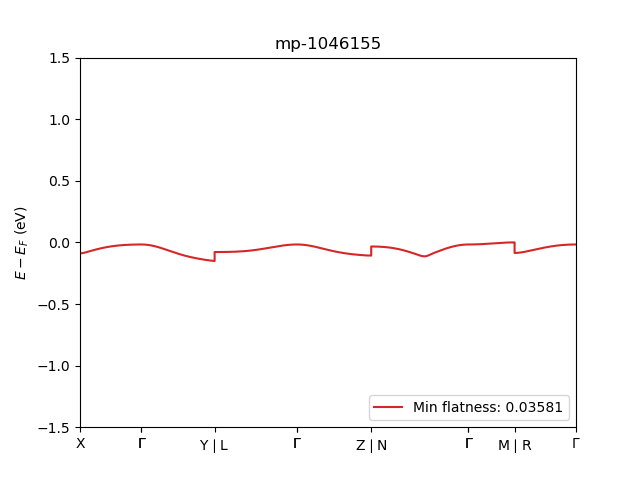 mp-1046155
1.5
1.0
0.5
0.0
−0.5
−1.0
−1.5
E − E_F (eV)
Min flatness: 0.03581
X Γ Y | L Γ Z | N Γ M | R Γ